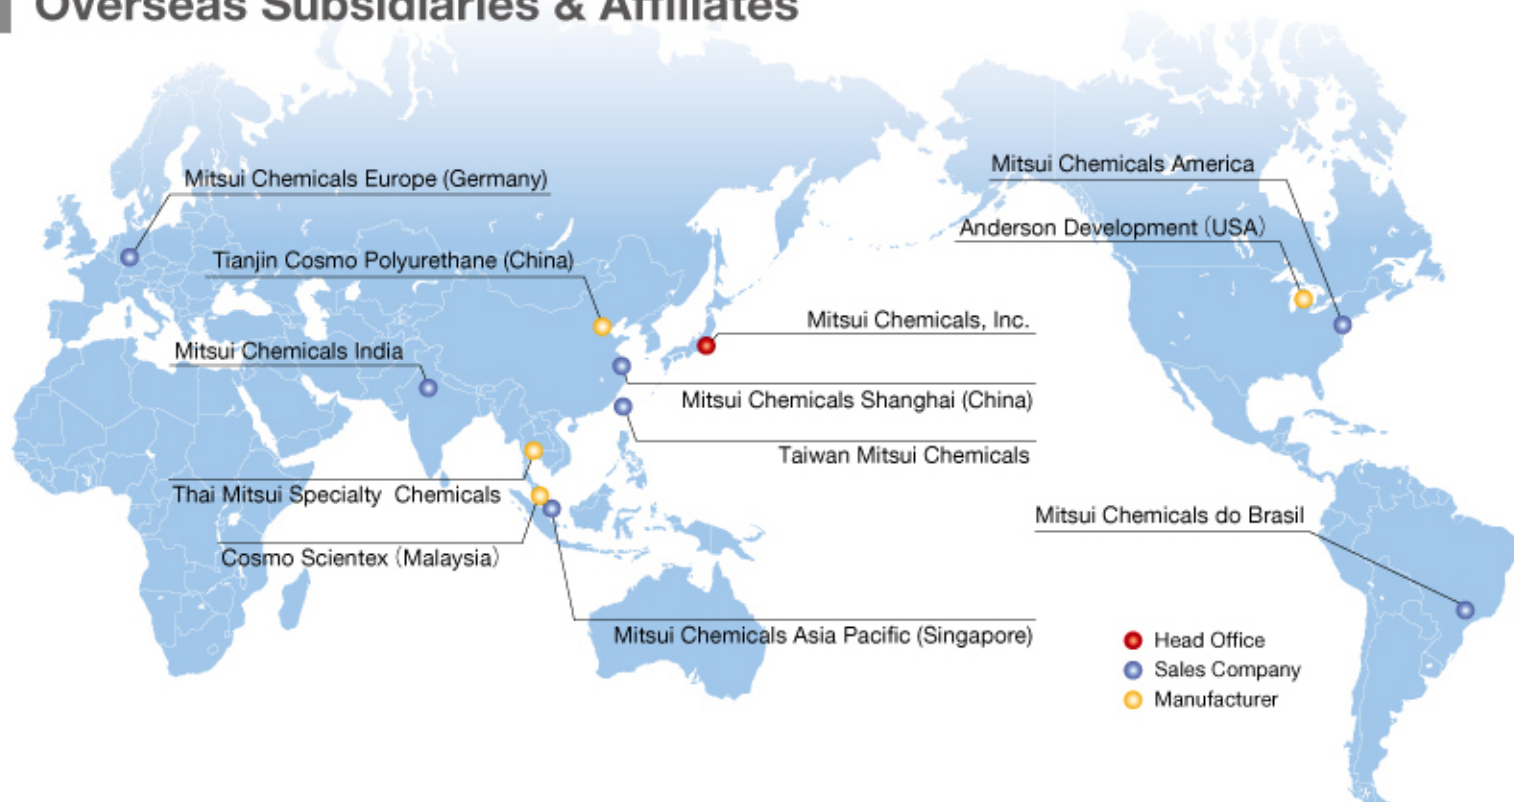 Overseas Subsidiaries & Affiliates
Mitsui Chemicals Europe (Germany)
Mitsui Chemicals America
Anderson Development (USA)
Tianjin Cosmo Polyurethane (China)
Mitsui Chemicals, Inc.
Mitsui Chemicals India
Mitsui Chemicals Shanghai (China)
Taiwan Mitsui Chemicals
Thai Mitsui Specialty Chemicals
Mitsui Chemicals do Brasil
Cosmo Scientex (Malaysia)
Mitsui Chemicals Asia Pacific (Singapore)
Head Office
Sales Company
Manufacturer